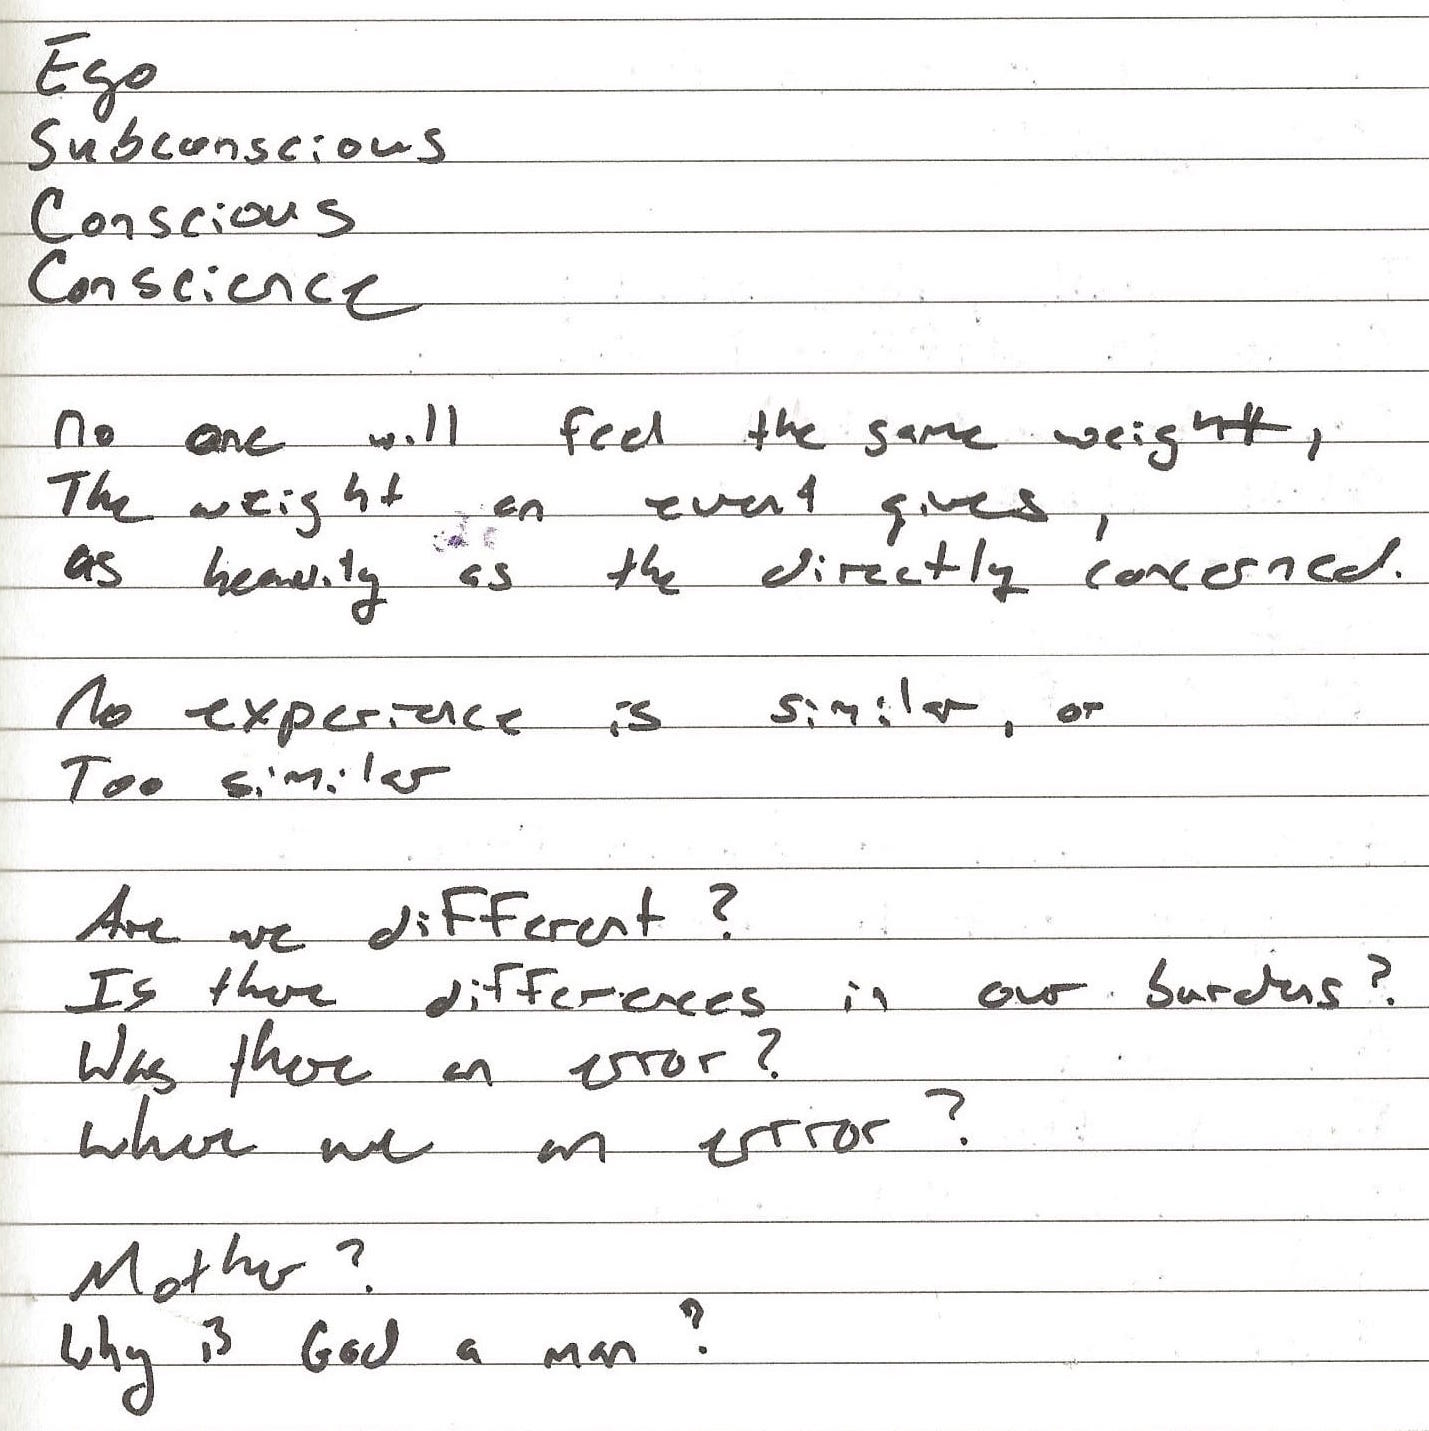 Ego
Subconscious
Conscious
Conscience
No one will feel the same weight,
The weight an event gives,
as heavily as the directly concerned.
No experience is similar, or
Too similar
Are we different?
Is there differences in our burdens?
Was there an error?
Where we an error?
Mother?
Why is God a man?